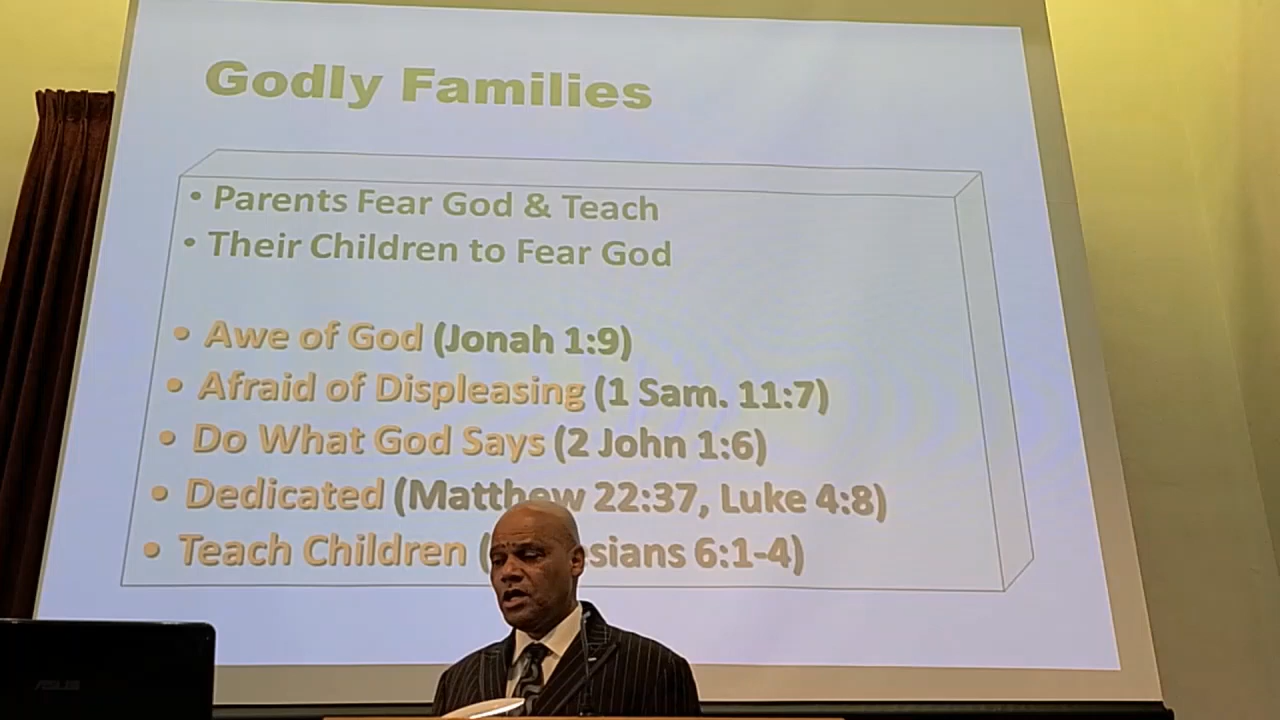 Godly Families
• Parents Fear God & Teach
• Their Children to Fear God
• Awe of God (Jonah 1:9)
• Afraid of Displeasing (1 Sam. 11:7)
• Do What God Says (2 John 1:6)
• Dedicated (Matthew 22:37, Luke 4:8)
• Teach Children ( sians 6:1-4)
ASUS